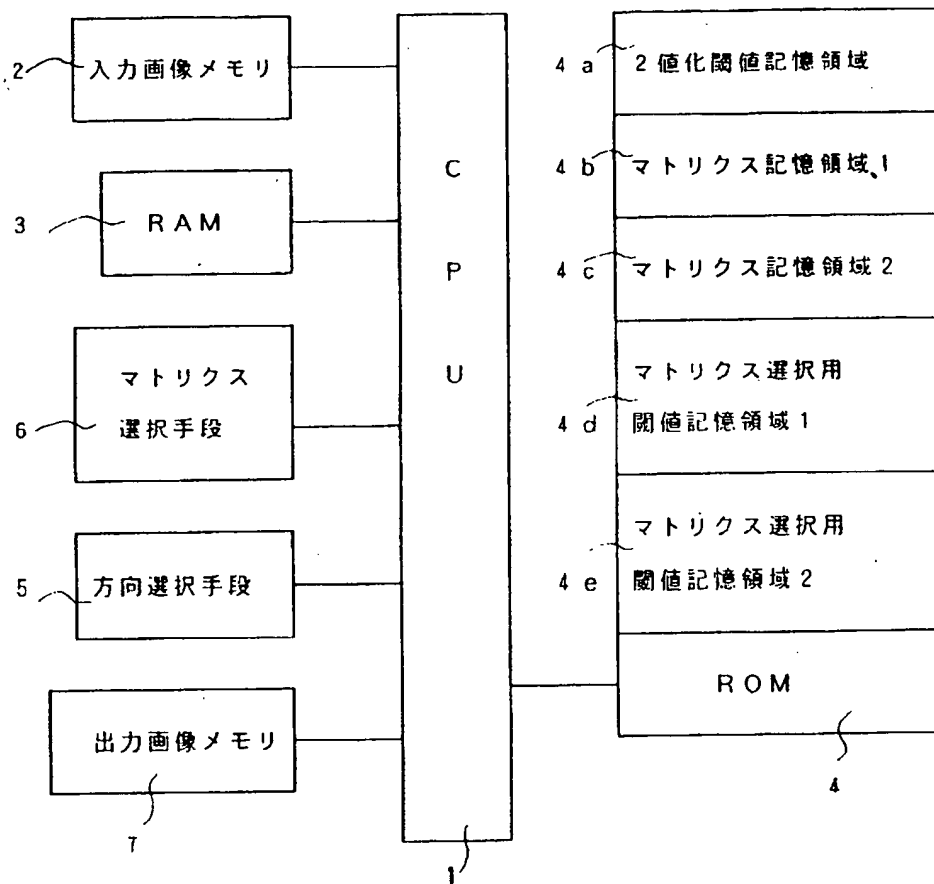 2 入力画像メモリ
3 RAM
6 マトリクス
選択手段
5 方向選択手段
出力画像メモリ
7
C
P
U
1
4a 2値化閾値記憶領域
4b マトリクス記憶領域、1
4c マトリクス記憶領域2
マトリクス選択用
4d 閾値記憶領域1
マトリクス選択用
4e 閾値記憶領域2
ROM
4